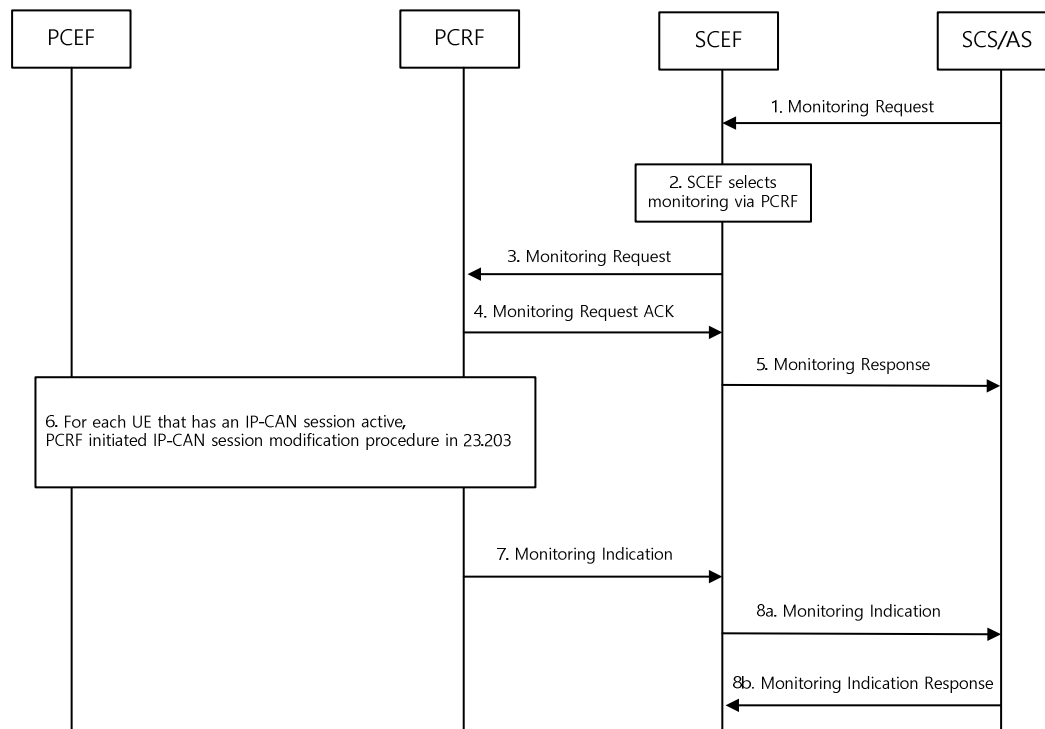 PCEF
PCRF
SCEF
SCS/AS
1. Monitoring Request
2. SCEF selects
monitoring via PCRF
3. Monitoring Request
4. Monitoring Request ACK
5. Monitoring Response
6. For each UE that has an IP-CAN session active,
PCRF initiated IP-CAN session modification procedure in 23.203
7. Monitoring Indication
8a. Monitoring Indication
8b. Monitoring Indication Response